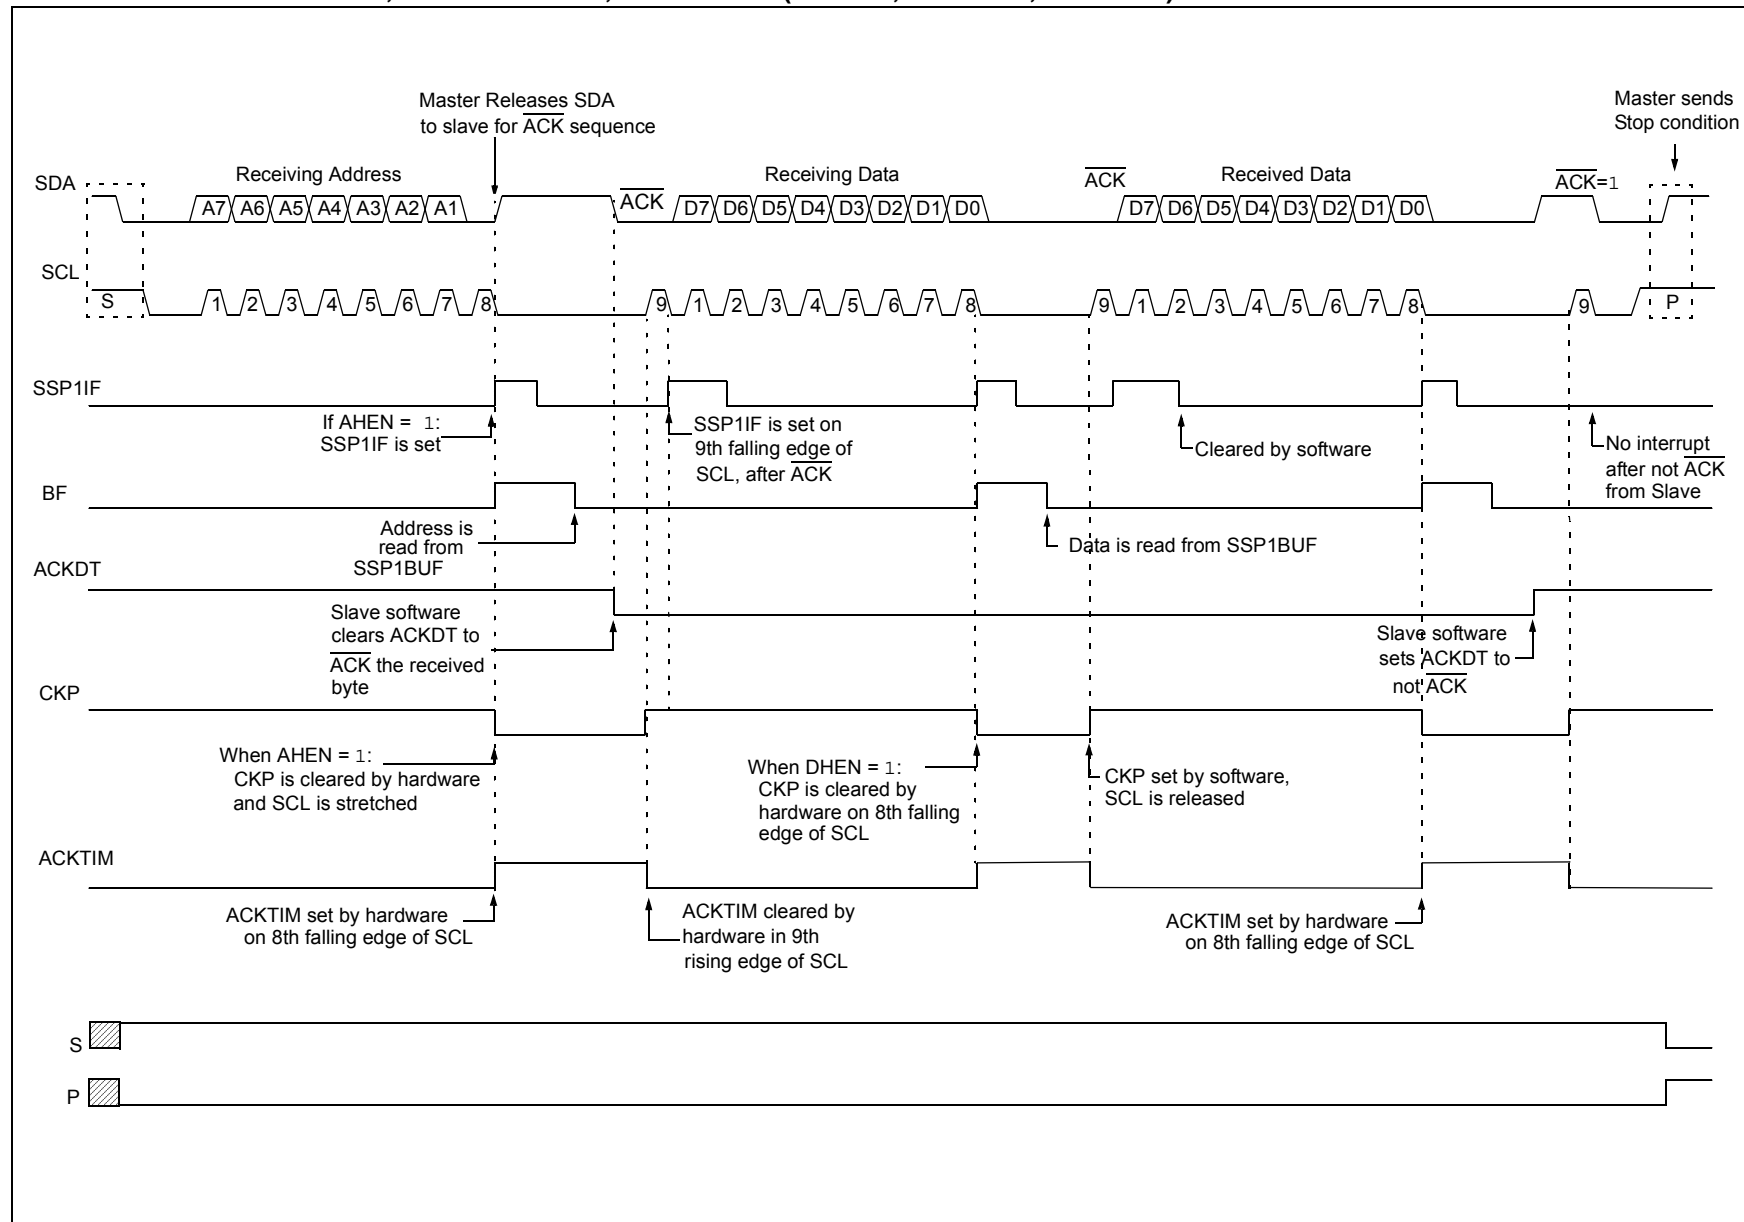 Master Releases SDA
to slave for ACK sequence
Master sends
Stop condition
SDA
Receiving Address
Receiving Data
Received Data
ACK
ACK
ACK=1
A7 A6 A5 A4 A3 A2 A1
D7 D6 D5 D4 D3 D2 D1 D0
D7 D6 D5 D4 D3 D2 D1 D0
SCL
S
1 2 3 4 5 6 7 8
9 1 2 3 4 5 6 7 8
9 1 2 3 4 5 6 7 8
9
P
SSP1IF
If AHEN = 1:
SSP1IF is set
SSP1IF is set on
9th falling edge of
SCL, after ACK
Cleared by software
No interrupt
after not ACK
from Slave
BF
Address is
read from
SSP1BUF
Data is read from SSP1BUF
ACKDT
Slave software
clears ACKDT to
ACK the received
byte
Slave software
sets ACKDT to
not ACK
CKP
When AHEN = 1:
CKP is cleared by hardware
and SCL is stretched
When DHEN = 1:
CKP is cleared by
hardware on 8th falling
edge of SCL
CKP set by software,
SCL is released
ACKTIM
ACKTIM set by hardware
on 8th falling edge of SCL
ACKTIM cleared by
hardware in 9th
rising edge of SCL
ACKTIM set by hardware
on 8th falling edge of SCL
S
P